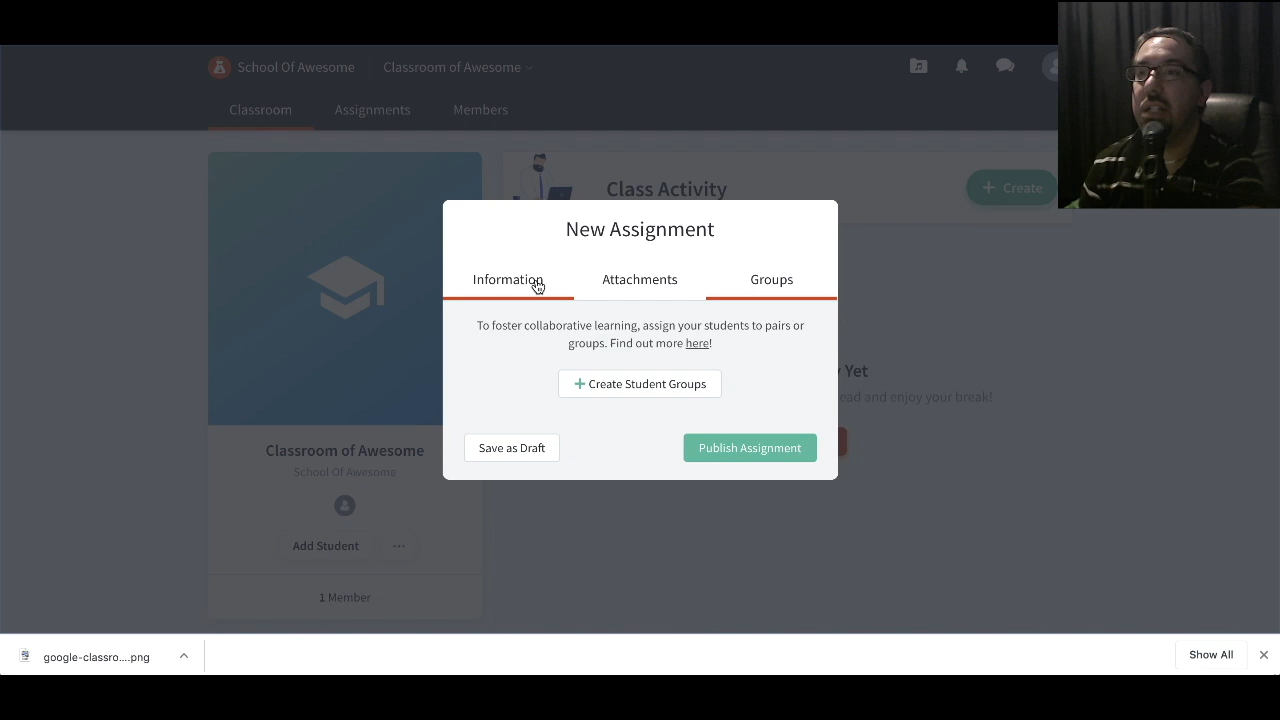 School Of Awesome
Classroom of Awesome
Classroom
Assignments
Members
Class Activity
+ Create
New Assignment
Information
Attachments
Groups
To foster collaborative learning, assign your students to pairs or
groups. Find out more here!
+ Create Student Groups
Save as Draft
Publish Assignment
Yet
ead and enjoy your break!
Classroom of Awesome
School Of Awesome
Add Student
1 Member
google-classro....png
Show All